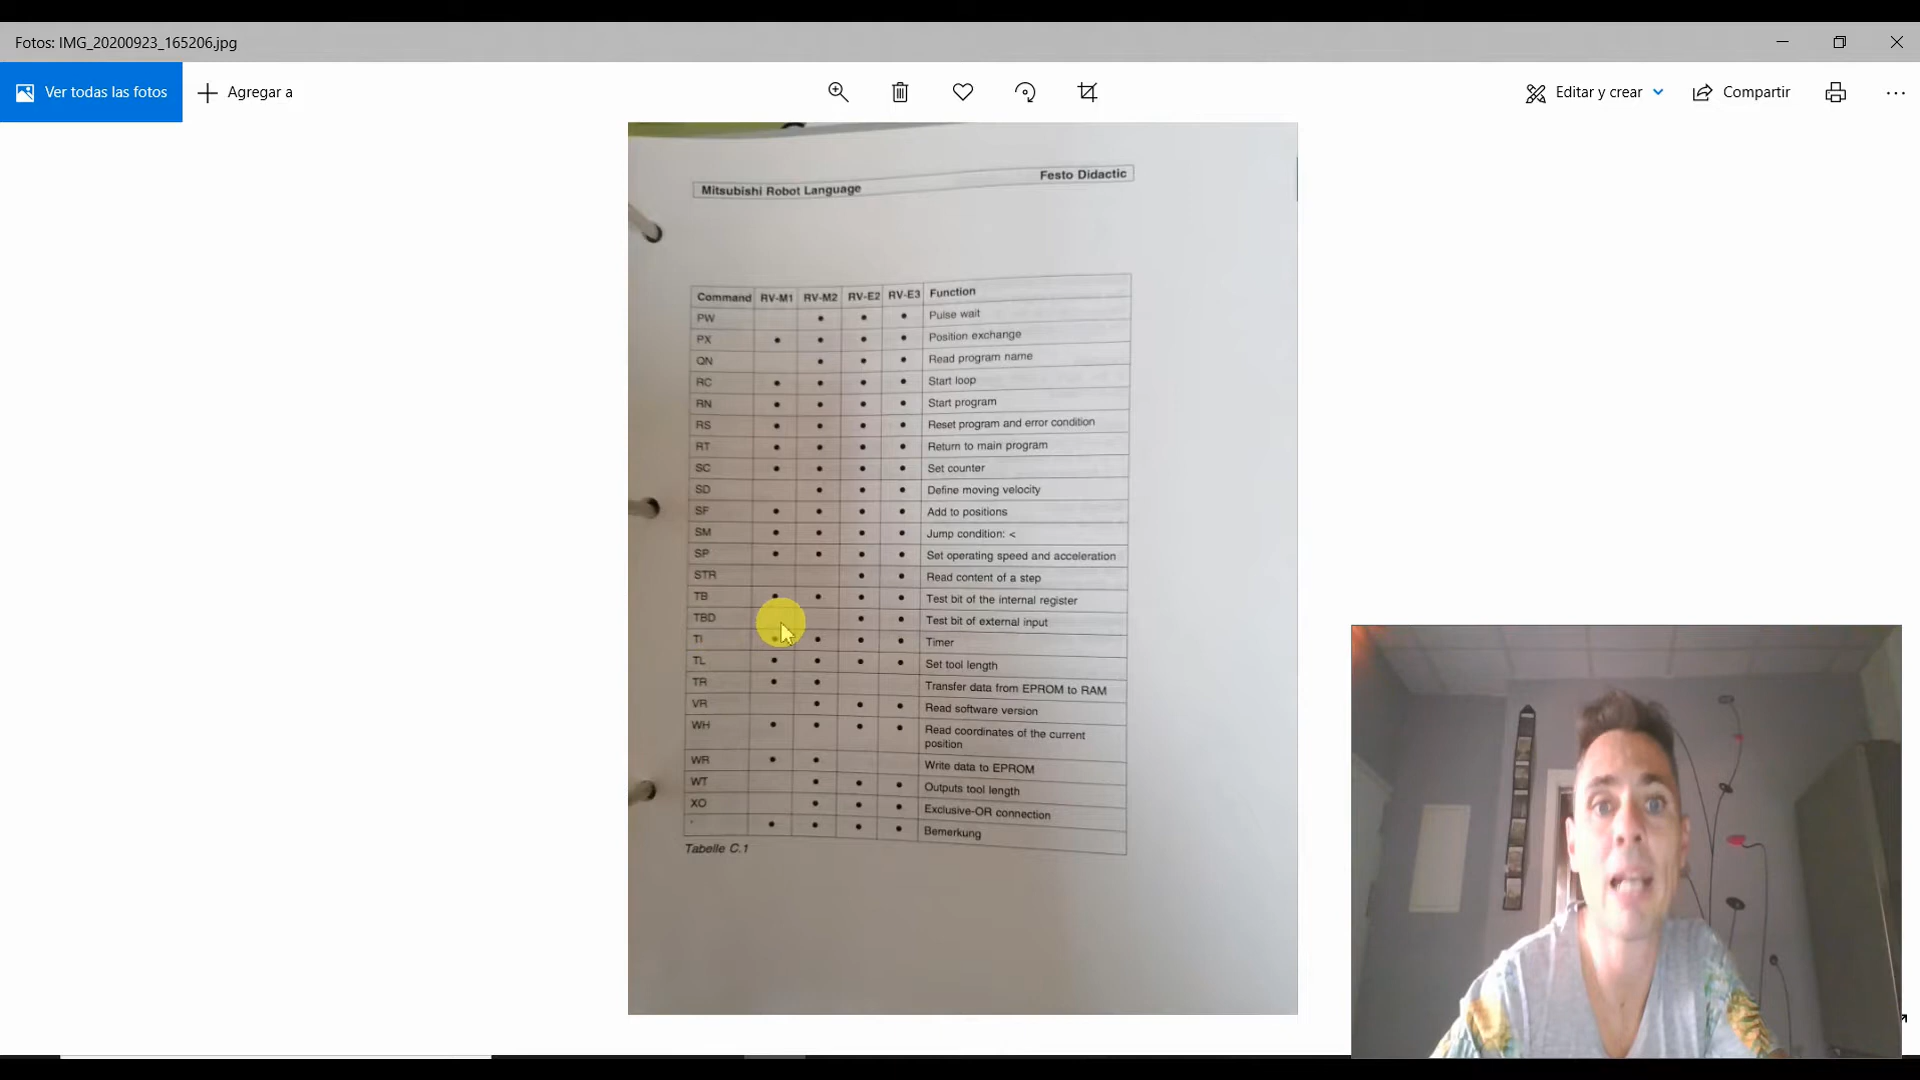 Fotos: IMG_20200923_165206.jpg
Ver todas las fotos
Agregar a
Editar y crear
Compartir
Mitsubishi Robot Language Festo Didactic
Command RV-M1 RV-M2 RV-E2 RV-E3 Function
PW • • • Pulse wait
PX • • • • Position exchange
QN • • • Read program name
RC • • • • Start loop
RN • • • • Start program
RS • • • • Reset program and error condition
RT • • • • Return to main program
SC • • • • Set counter
SD • • • Define moving velocity
SF • • • • Add to positions
SM • • • • Jump condition: <
SP • • • • Set operating speed and acceleration
STR • • Read content of a step
TB • • • • Test bit of the internal register
TBD • • Test bit of external input
TI • • • • Timer
TL • • • • Set tool length
TR • • Transfer data from EPROM to RAM
VR • • • Read software version
WH • • • • Read coordinates of the current
position
WR • • Write data to EPROM
WT • • • Outputs tool length
XO • • • Exclusive-OR connection
' • • • • Bemerkung
Tabelle C.1